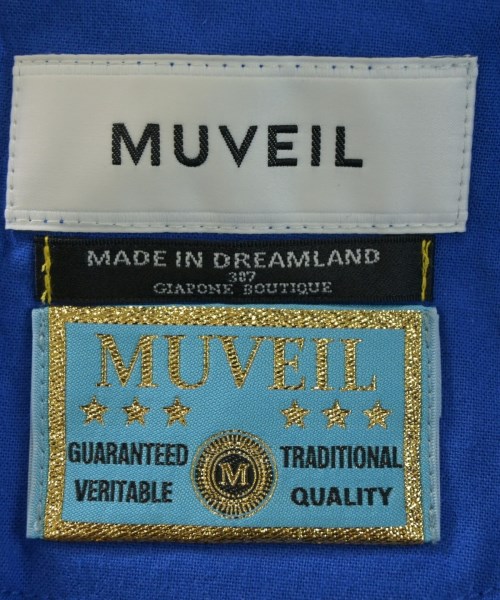 MUVEIL
MADE IN DREAMLAND
387
GIAPONE BOUTIQUE
MUVEIL
GUARANTEED TRADITIONAL
M
VERITABLE QUALITY